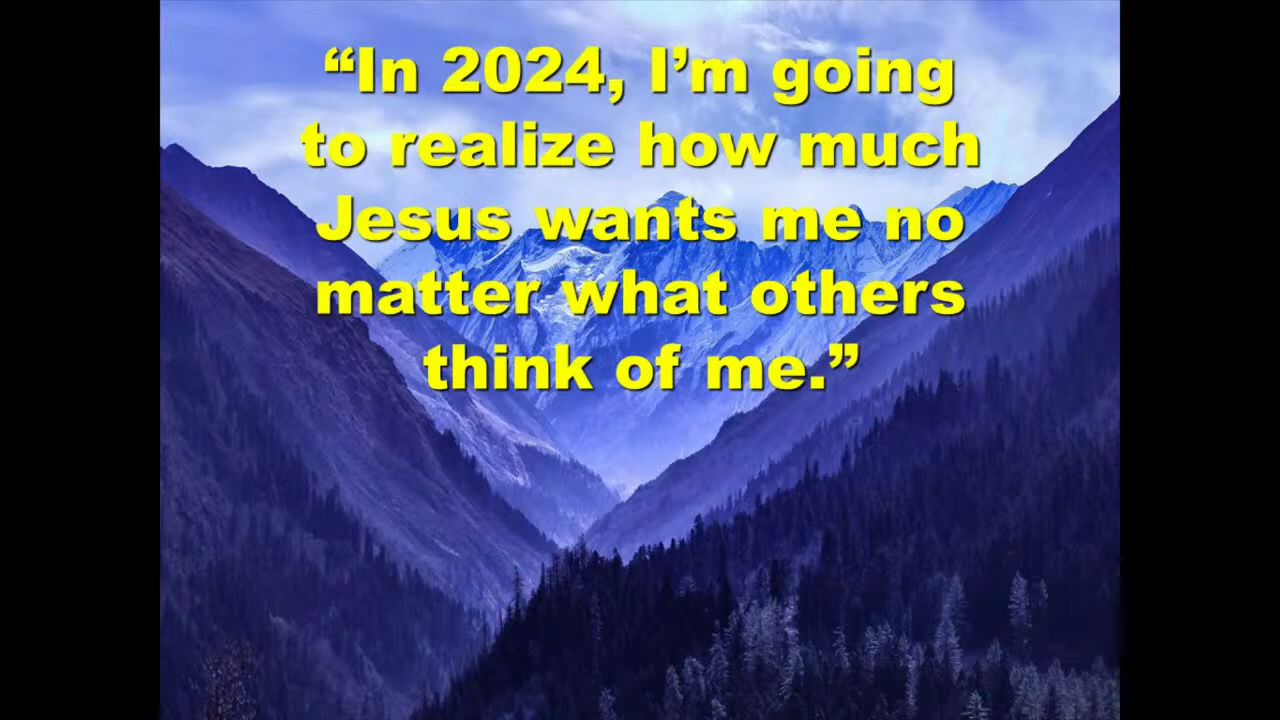 “In 2024, I’m going
to realize how much
Jesus wants me no
matter what others
think of me.”